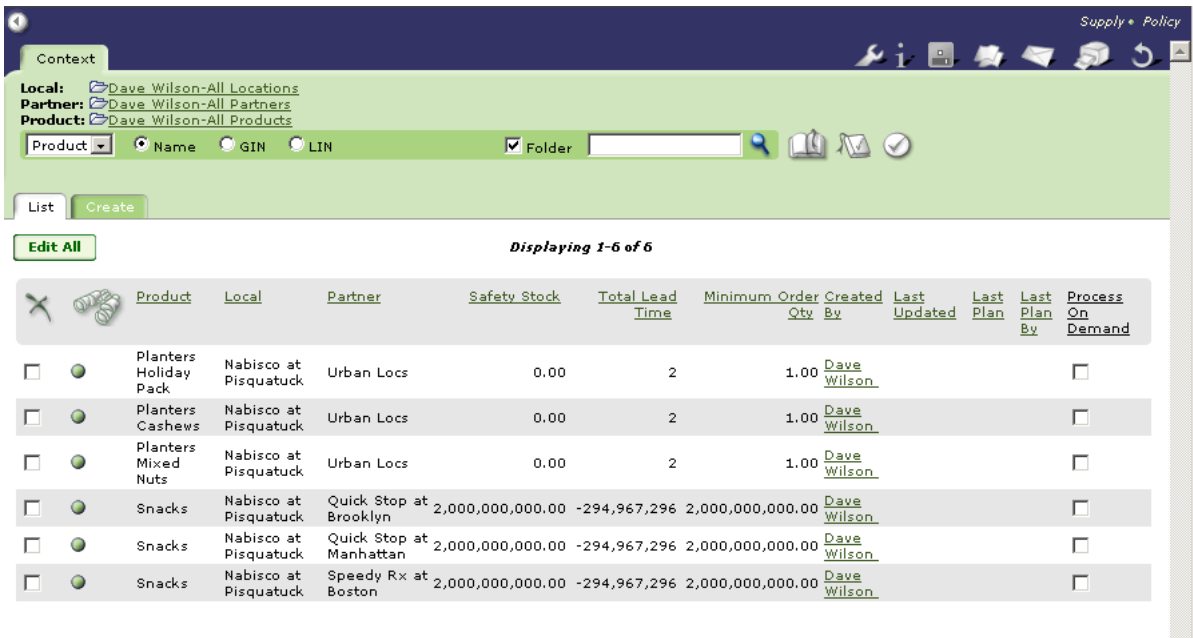 Supply • Policy
Context
Local: Dave Wilson-All Locations
Partner: Dave Wilson-All Partners
Product: Dave Wilson-All Products
Product Name GIN LIN Folder
List Create
Edit All Displaying 1-6 of 6
Product Local Partner Safety Stock Total Lead Time Minimum Order Qty Created By Last Updated Last Plan Last Plan By Process On Demand
Planters Holiday Pack Nabisco at Pisquatuck Urban Locs 0.00 2 1.00 Dave Wilson
Planters Cashews Nabisco at Pisquatuck Urban Locs 0.00 2 1.00 Dave Wilson
Planters Mixed Nuts Nabisco at Pisquatuck Urban Locs 0.00 2 1.00 Dave Wilson
Snacks Nabisco at Pisquatuck Quick Stop at Brooklyn 2,000,000,000.00 -294,967,296 2,000,000,000.00 Dave Wilson
Snacks Nabisco at Pisquatuck Quick Stop at Manhattan 2,000,000,000.00 -294,967,296 2,000,000,000.00 Dave Wilson
Snacks Nabisco at Pisquatuck Speedy Rx at Boston 2,000,000,000.00 -294,967,296 2,000,000,000.00 Dave Wilson